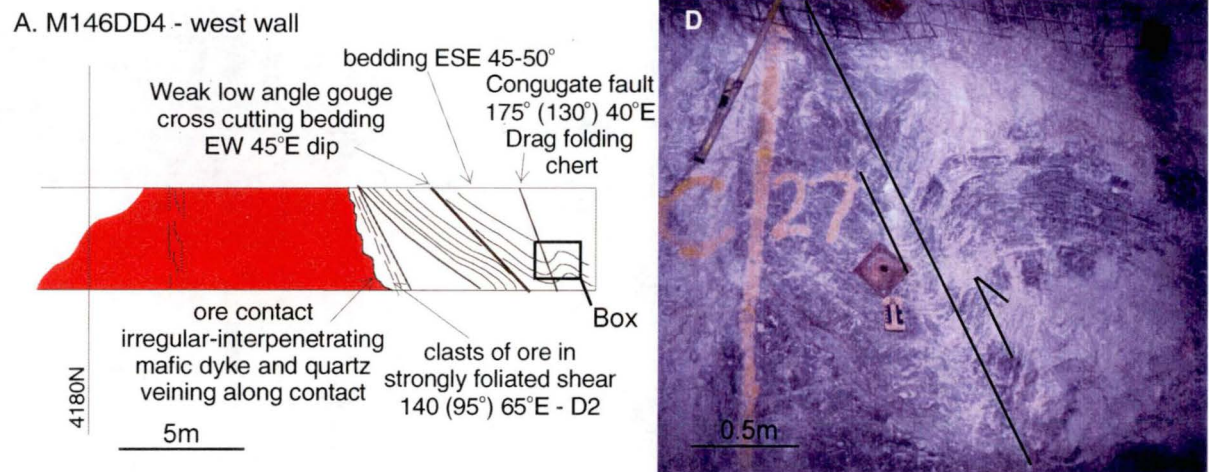 A. M146DD4 - west wall
bedding ESE 45-50°
Weak low angle gouge
cross cutting bedding
EW 45°E dip
Congugate fault
175° (130°) 40°E
Drag folding
chert
ore contact
irregular-interpenetrating
mafic dyke and quartz
veining along contact
clasts of ore in
strongly foliated shear
140 (95°) 65°E - D2
Box
4180N
5m
D
C 27
0.5m